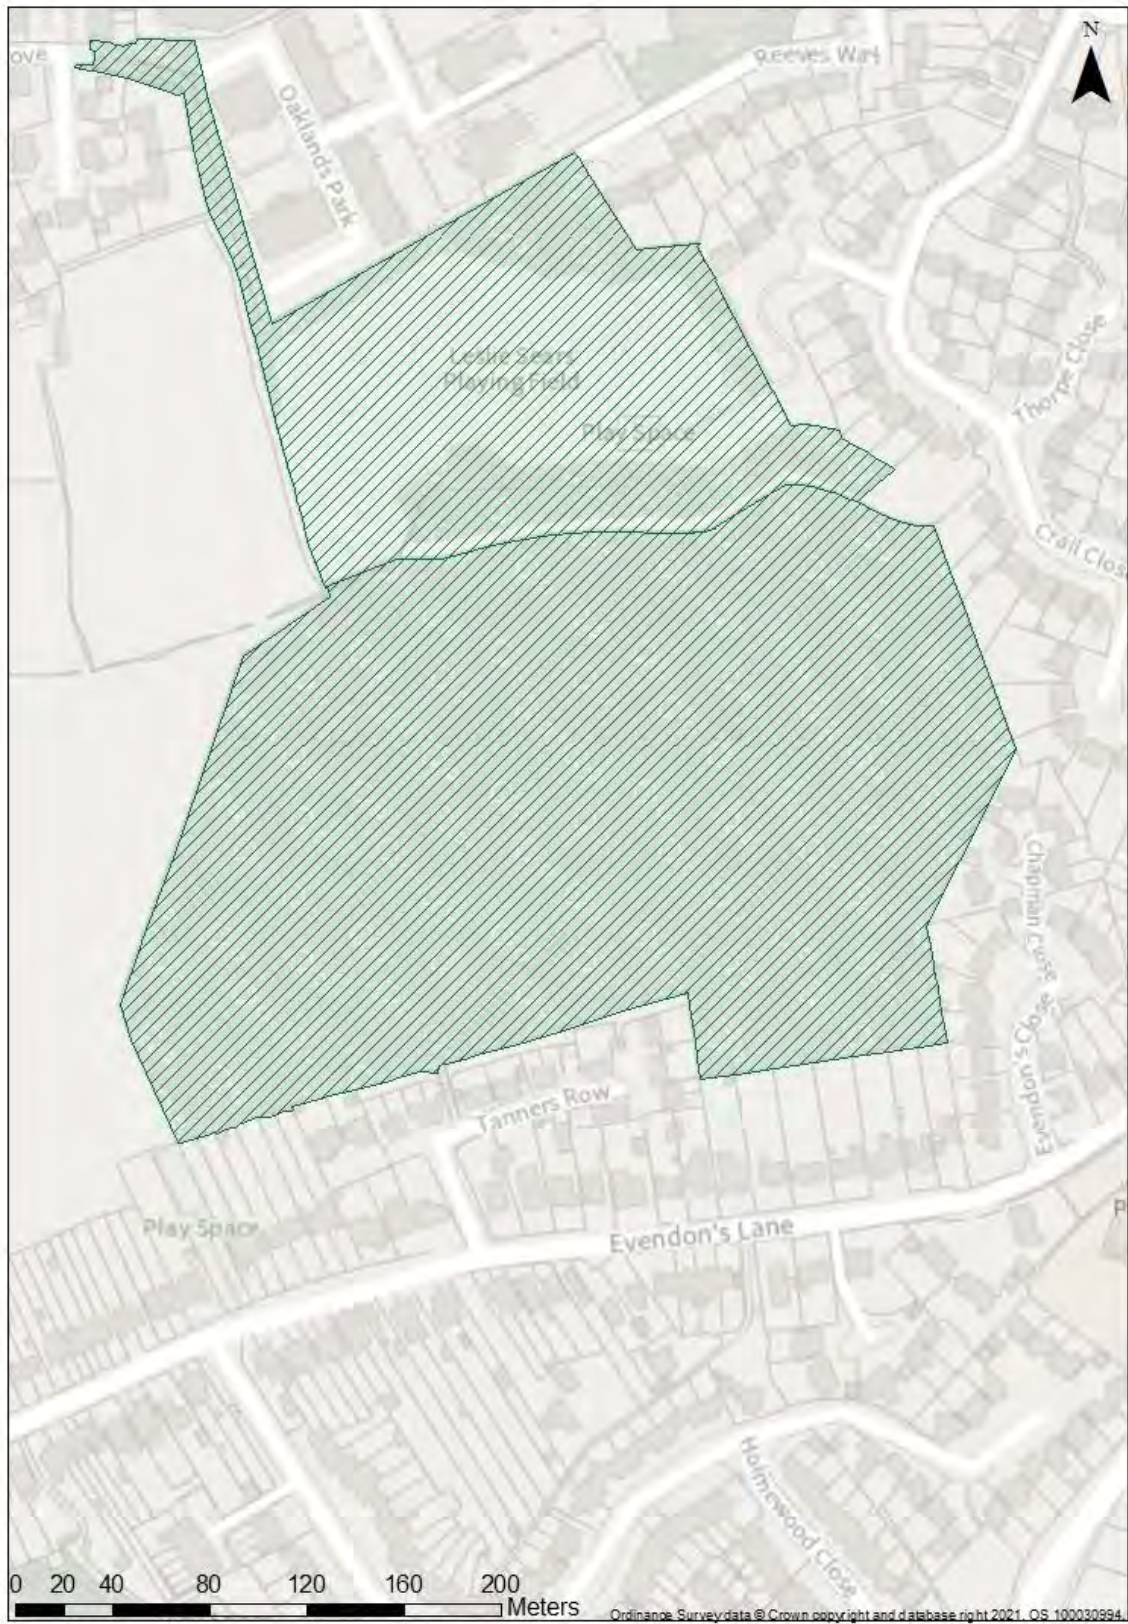 N
ove
Reeves Way
Oaklands Park
Leslie Sears
Playing Field
Thorpe Close
Play Space
Crail Close
Chapman Close
Evendon's Close
Tanners Row
P
Play Space
Evendon's Lane
Holmewood Close
0 20 40 80 120 160 200
Meters
Ordinance Survey data © Crown copyright and database right 2021. OS 100030994.